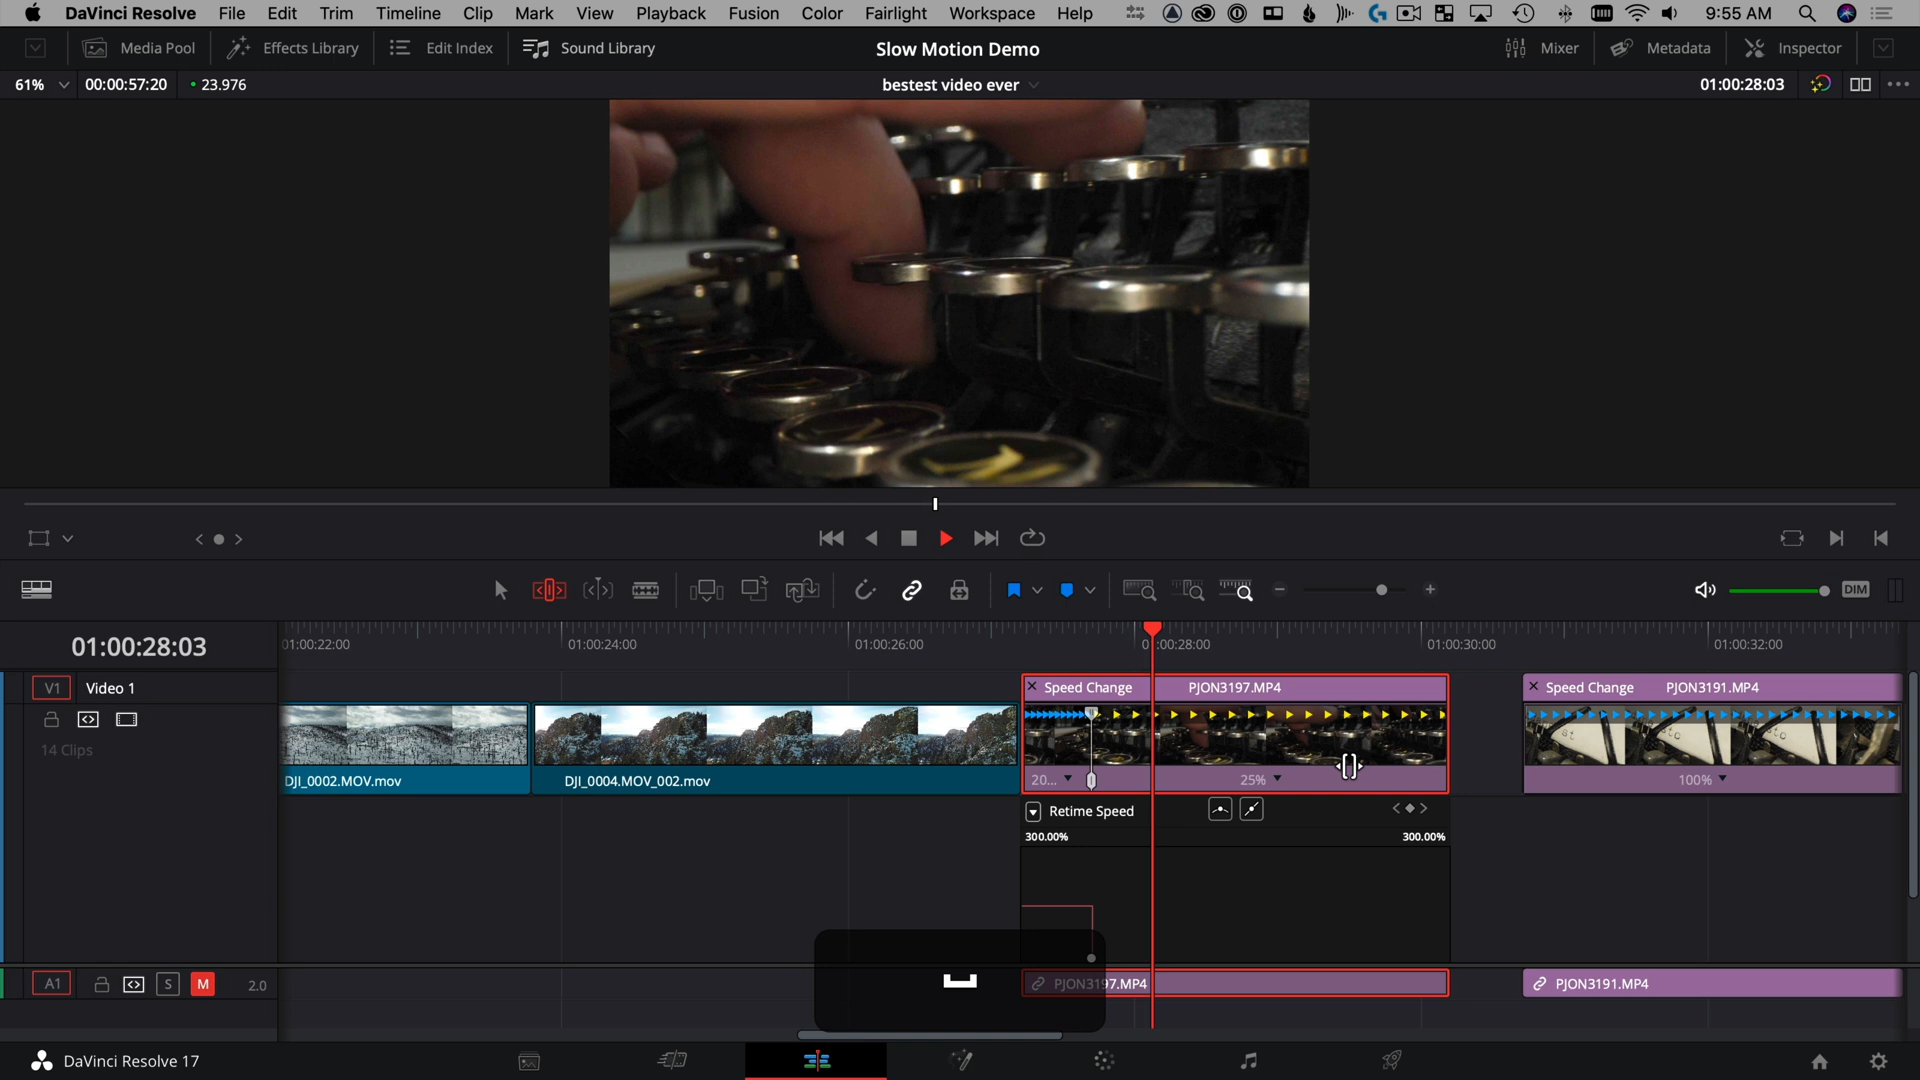 DaVinci Resolve File Edit Trim Timeline Clip Mark View Playback Fusion Color Fairlight Workspace Help 9:55 AM
Media Pool Effects Library Edit Index Sound Library Slow Motion Demo Mixer Metadata Inspector
61% 00:00:57:20 23.976 bestest video ever 01:00:28:03
DIM
01:00:28:03 01:00:22:00 01:00:24:00 01:00:26:00 01:00:28:00 01:00:30:00 01:00:32:00
V1 Video 1 Speed Change PJON3197.MP4 Speed Change PJON3191.MP4
14 Clips
DJI_0002.MOV.mov DJI_0004.MOV_002.mov 20... 25% 100%
Retime Speed
300.00% 300.00%
A1 S M 2.0 PJON3197.MP4 PJON3191.MP4
DaVinci Resolve 17